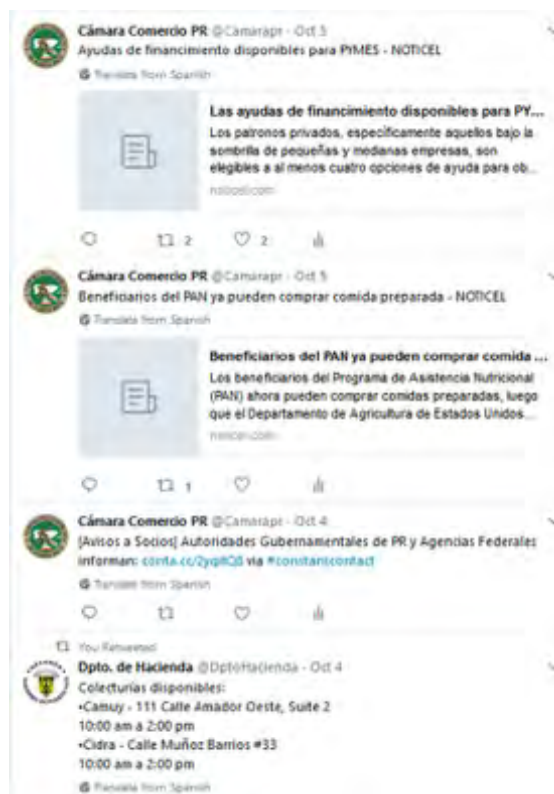 Cámara Comercio PR @Camarapr · Oct 5
Ayudas de financimiento disponibles para PYMES - NOTICEL
Translate from Spanish
Las ayudas de financimiento disponibles para PY...
Los patronos privados, específicamente aquellos bajo la
sombrilla de pequeñas y medianas empresas, son
elegibles a al menos cuatro opciones de ayuda para ob...
noticel.com
2 2
Cámara Comercio PR @Camarapr · Oct 5
Beneficiarios del PAN ya pueden comprar comida preparada - NOTICEL
Translate from Spanish
Beneficiarios del PAN ya pueden comprar comida ...
Los beneficiarios del Programa de Asistencia Nutricional
(PAN) ahora pueden comprar comidas preparadas, luego
que el Departamento de Agricultura de Estados Unidos...
noticel.com
1
Cámara Comercio PR @Camarapr · Oct 4
[Avisos a Socios] Autoridades Gubernamentales de PR y Agencias Federales
informan: via #constantcontact
Translate from Spanish
You Retweeted
Dpto. de Hacienda @DptoHacienda · Oct 4
Colecturías disponibles:
•Camuy - 111 Calle Amador Oeste, Suite 2
10:00 am a 2:00 pm
•Cidra - Calle Muñoz Barrios #33
10:00 am a 2:00 pm
Translate from Spanish